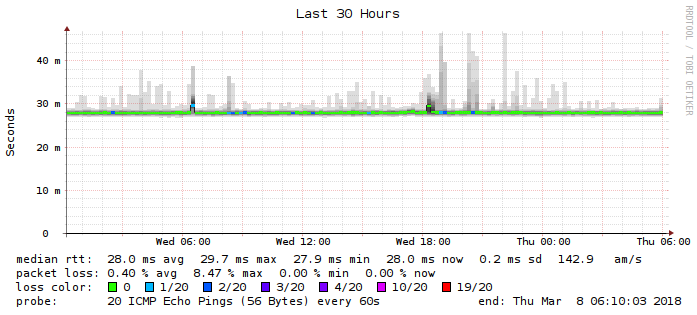 Last 30 Hours
RRDTOOL / TOBI OETIKER
Seconds
40 m
30 m
20 m
10 m
0
Wed 06:00 Wed 12:00 Wed 18:00 Thu 00:00 Thu 06:00
median rtt: 28.0 ms avg 29.7 ms max 27.9 ms min 28.0 ms now 0.2 ms sd 142.9 am/s
packet loss: 0.40 % avg 8.47 % max 0.00 % min 0.00 % now
loss color: 0 1/20 2/20 3/20 4/20 10/20 19/20
probe: 20 ICMP Echo Pings (56 Bytes) every 60s end: Thu Mar 8 06:10:03 2018